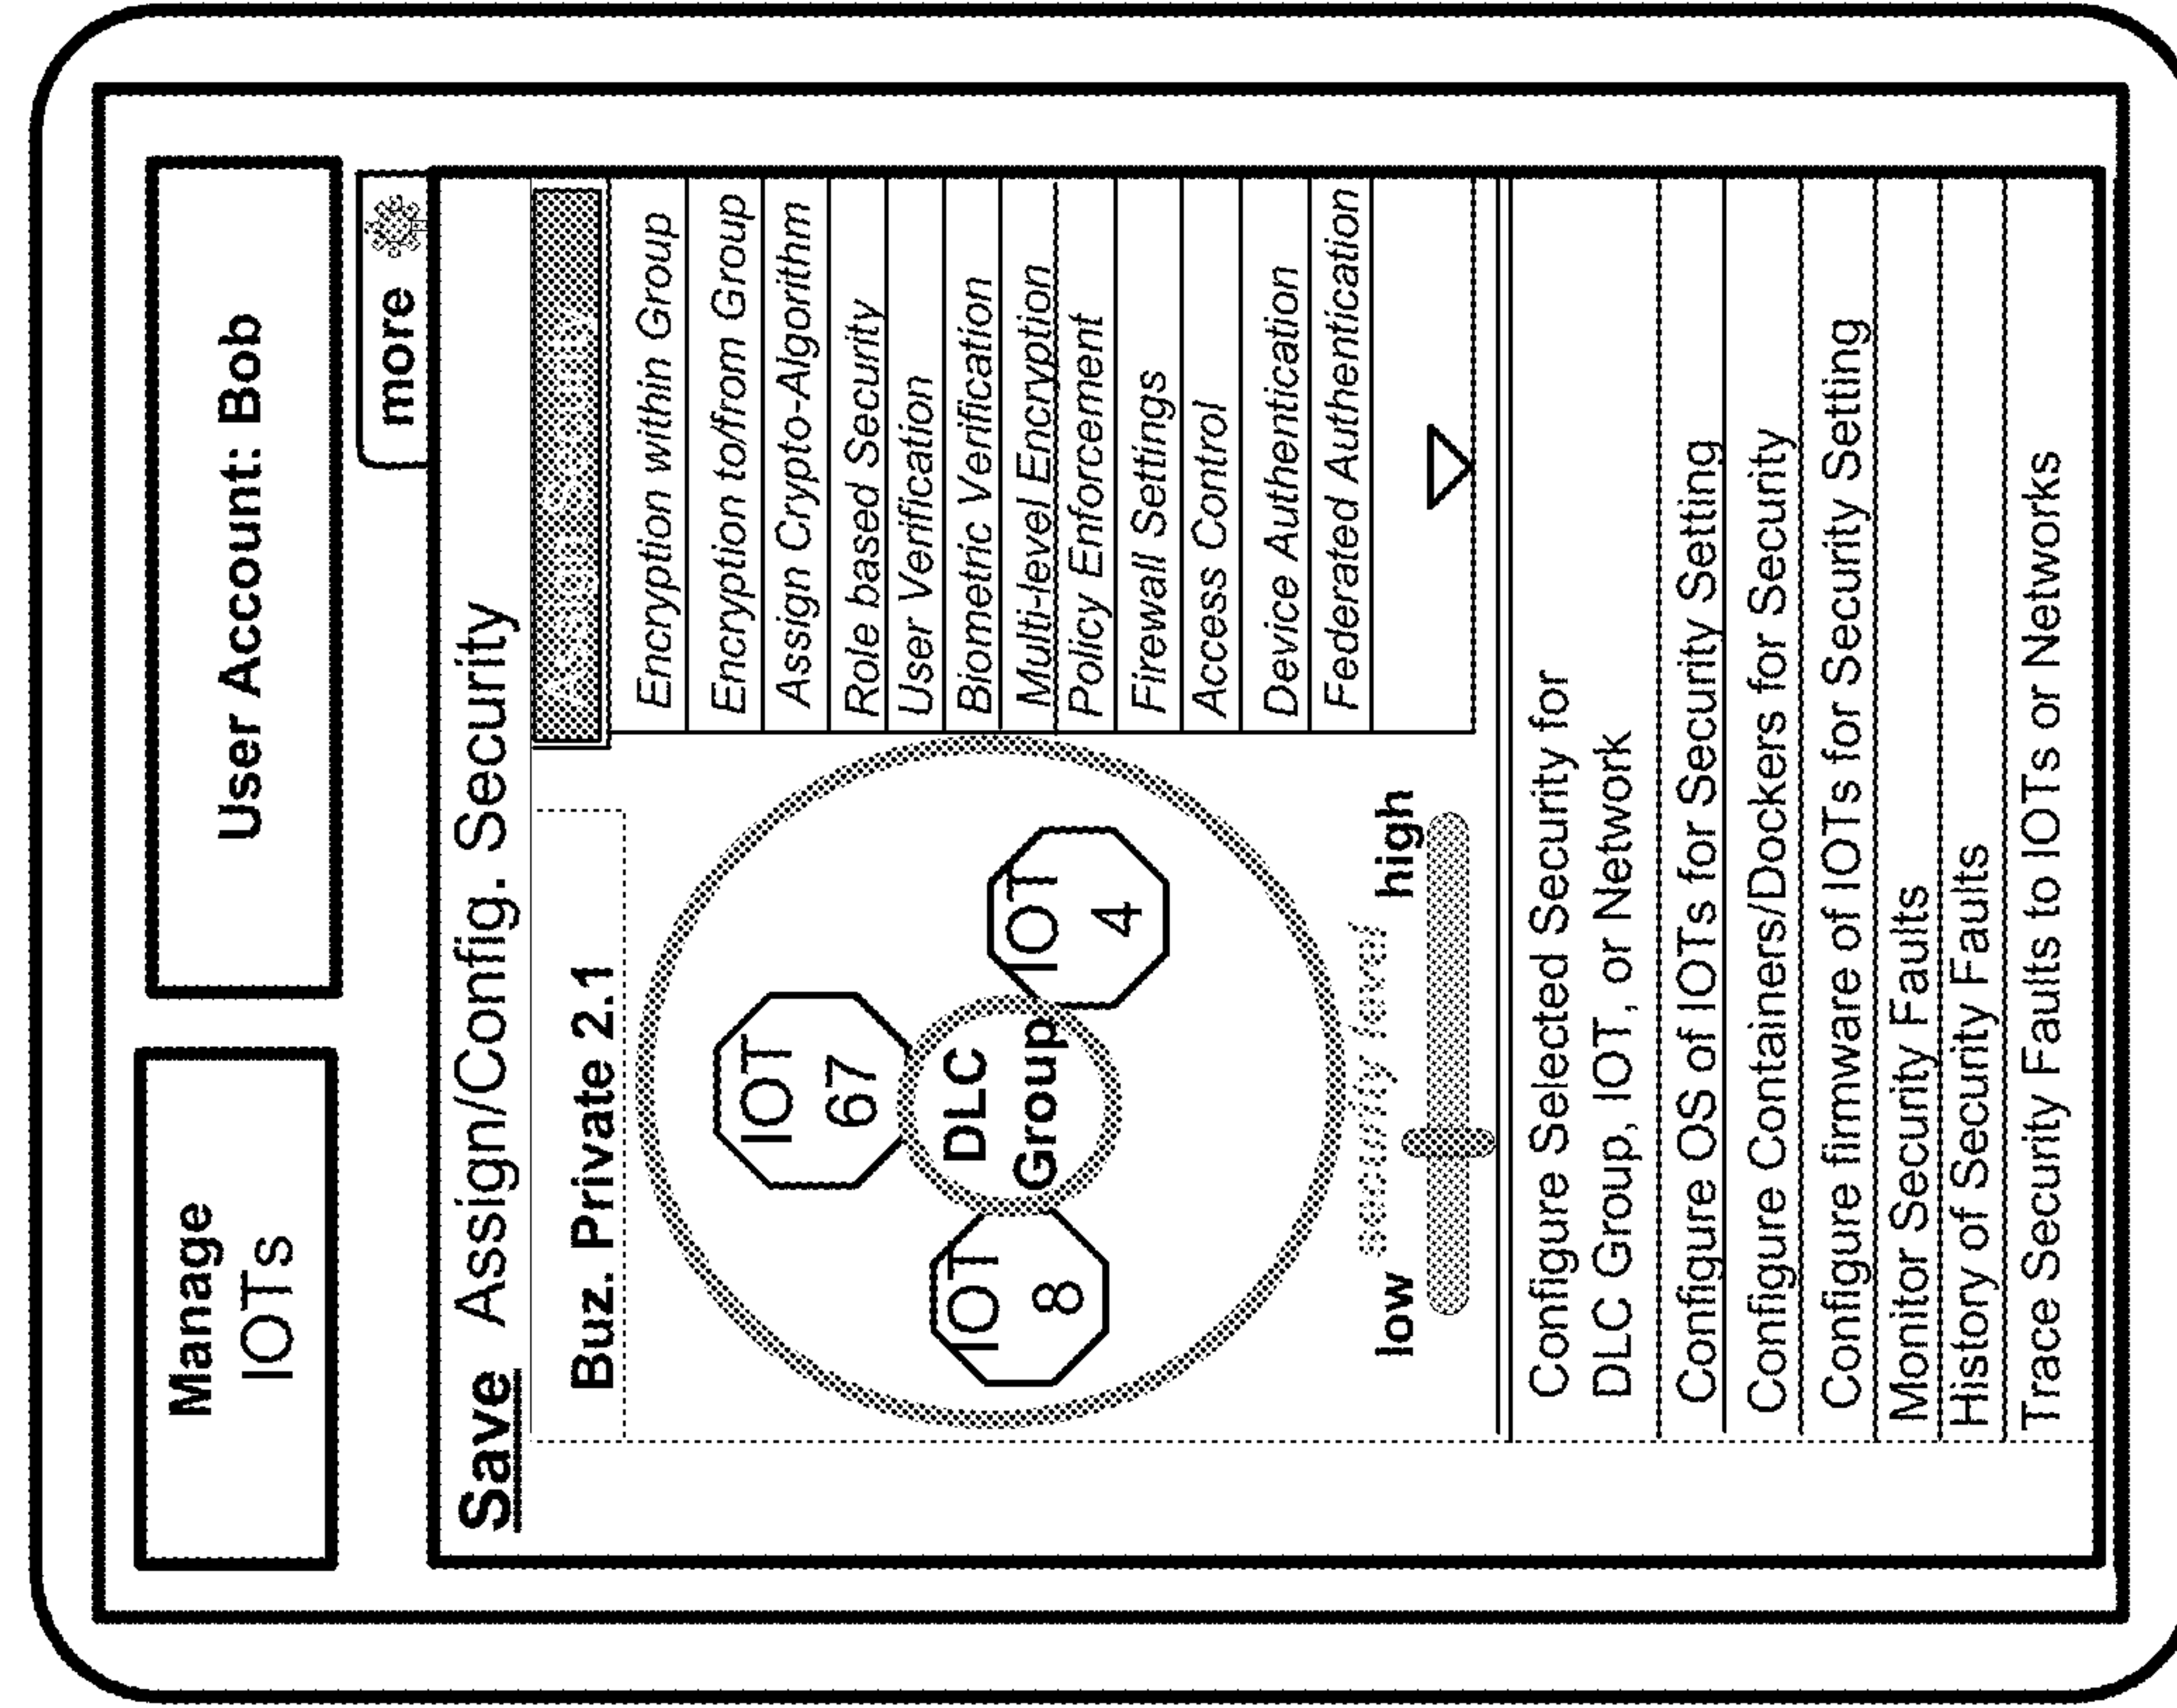 Manage
IOTs
User Account: Bob
more
Save Assign/Config. Security
Buz. Private 2.1
IOT
67
IOT
8
DLC
Group
IOT
4
low
security level
high
Encryption within Group
Encryption to/from Group
Assign Crypto-Algorithm
Role based Security
User Verification
Biometric Verification
Multi-level Encryption
Policy Enforcement
Firewall Settings
Access Control
Device Authentication
Federated Authentication
Configure Selected Security for
DLC Group, IOT, or Network
Configure OS of IOTs for Security Setting
Configure Containers/Dockers for Security
Configure firmware of IOTs for Security Setting
Monitor Security Faults
History of Security Faults
Trace Security Faults to IOTs or Networks